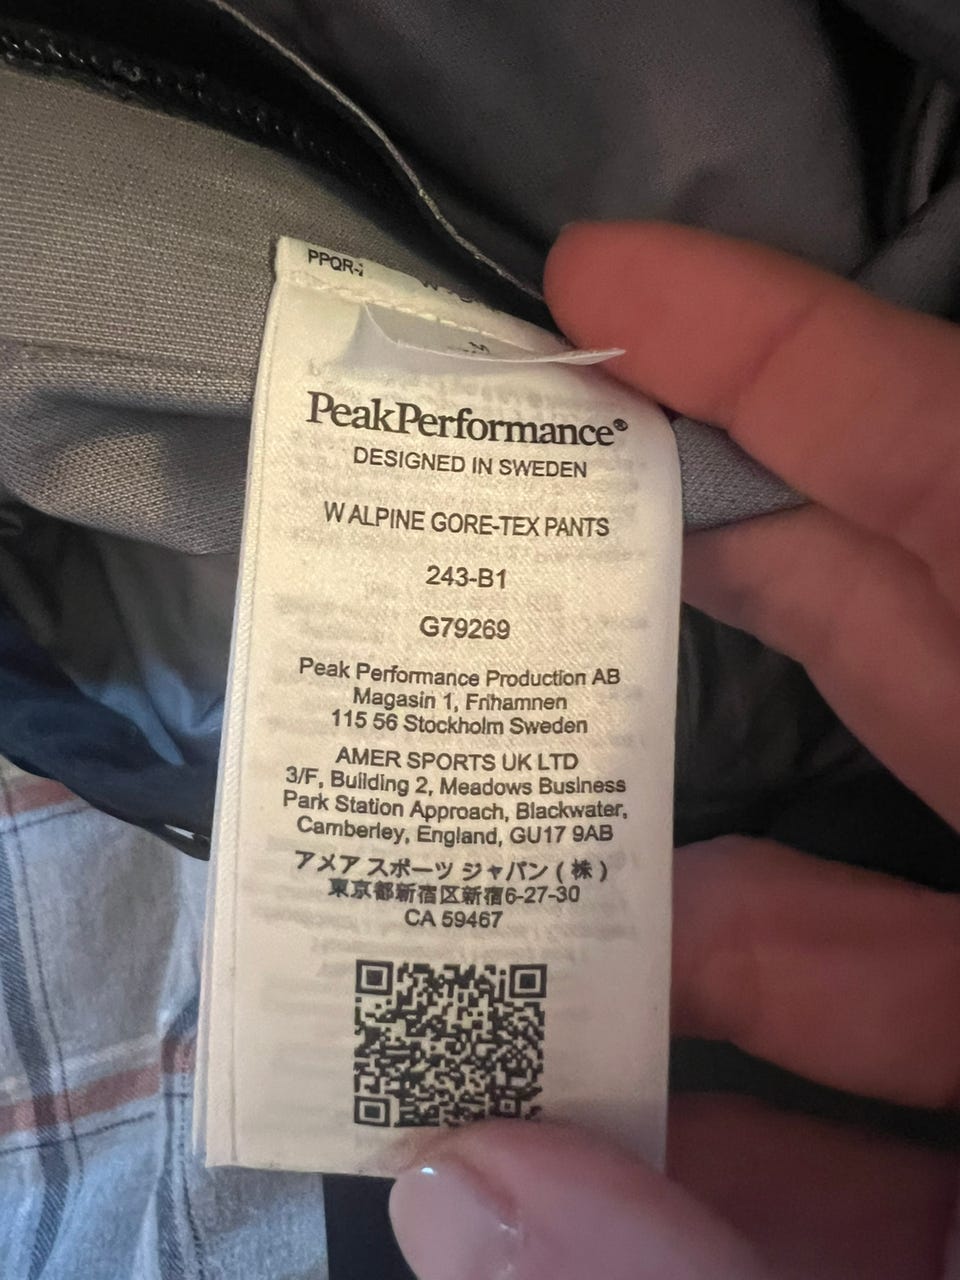 PPQR-
M
PeakPerformance®
DESIGNED IN SWEDEN
W ALPINE GORE-TEX PANTS
243-B1
G79269
Peak Performance Production AB
Magasin 1, Frihamnen
115 56 Stockholm Sweden
AMER SPORTS UK LTD
3/F, Building 2, Meadows Business
Park Station Approach, Blackwater,
Camberley, England, GU17 9AB
アメア スポーツ ジャパン ( 株 )
東京都新宿区新宿6-27-30
CA 59467